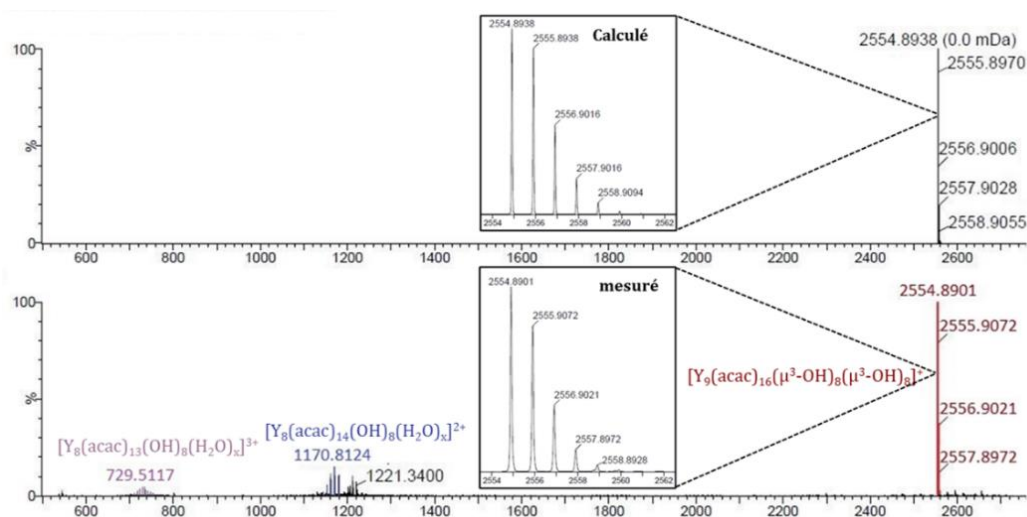 2554.8938
2555.8938
Calculé
2556.9016
2557.9016
2558.9094
2554 2556 2558 2560 2562
2554.8938 (0.0 mDa)
2555.8970
2556.9006
2557.9028
2558.9055
100
%
0
600 800 1000 1200 1400 1600 1800 2000 2200 2400 2600
2554.8901
mesuré
2555.9072
2556.9021
2557.8972
2558.8928
2554 2556 2558 2560 2562
2554.8901
2555.9072
[Y₉(acac)₁₆(µ³-OH)₈(µ³-OH)₈]⁺
2556.9021
2557.8972
100
%
0
[Y₈(acac)₁₃(OH)₈(H₂O)ₓ]³⁺
729.5117
[Y₈(acac)₁₄(OH)₈(H₂O)ₓ]²⁺
1170.8124
1221.3400
600 800 1000 1200 1400 1600 1800 2000 2200 2400 2600